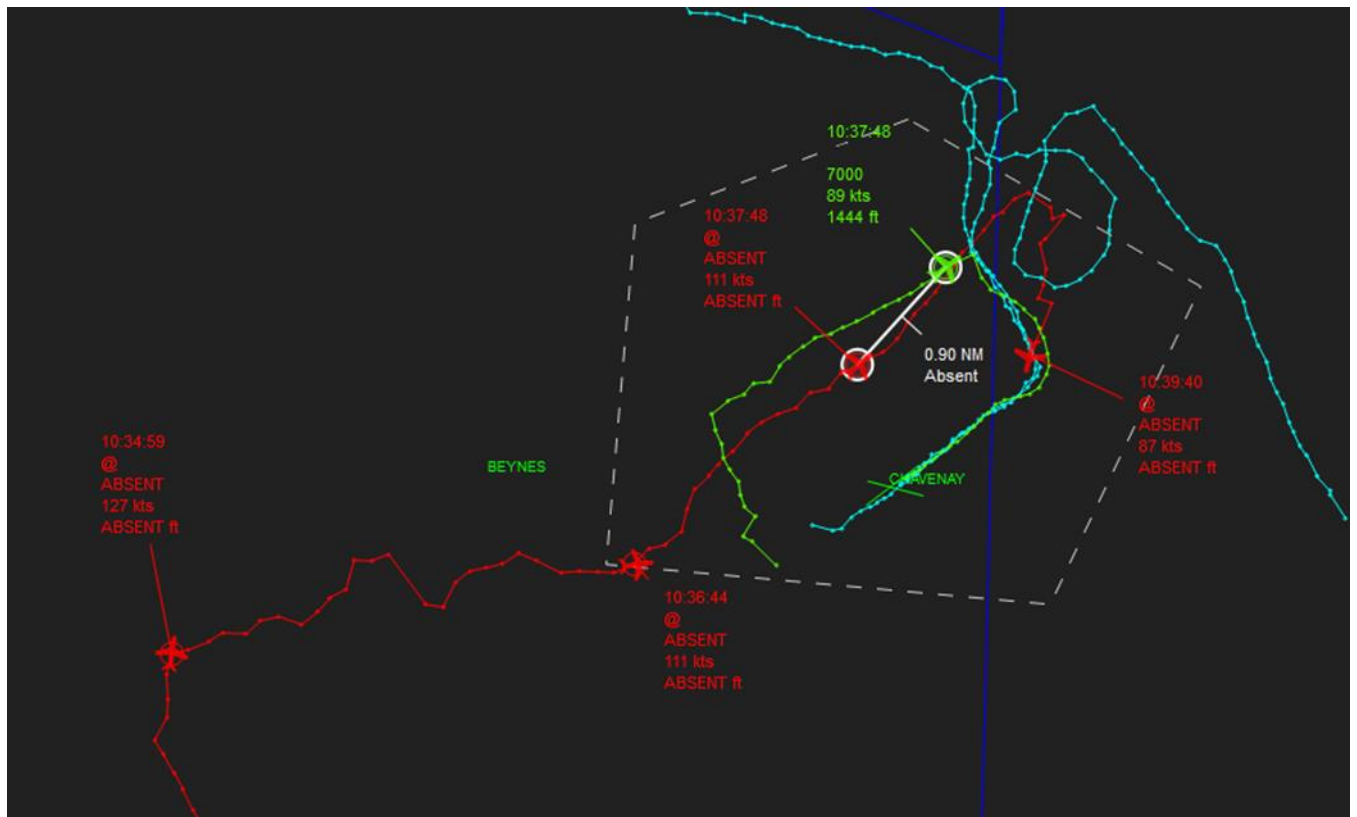 10:37:48
7000
89 kts
1444 ft
10:37:48
@
ABSENT
111 kts
ABSENT ft
0.90 NM
Absent
10:39:40
@
ABSENT
87 kts
ABSENT ft
10:34:59
@
ABSENT
127 kts
ABSENT ft
BEYNES
CHAVENAY
10:36:44
@
ABSENT
111 kts
ABSENT ft